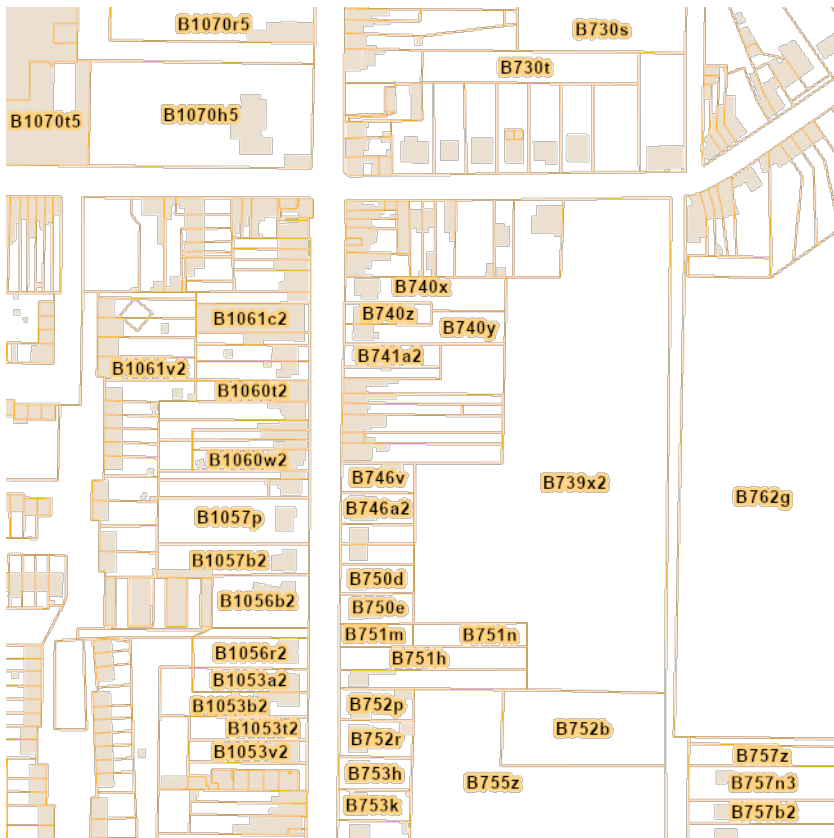 B1070r5
B730s
B730t
B1070t5
B1070h5
B740x
B740z
B1061c2
B740y
B741a2
B1061v2
B1060t2
B1060w2
B746v
B739x2
B762g
B746a2
B1057p
B1057b2
B750d
B1056b2
B750e
B751m
B751n
B1056r2
B751h
B1053a2
B1053b2
B752p
B1053t2
B752b
B752r
B1053v2
B757z
B753h
B755z
B757n3
B753k
B757b2